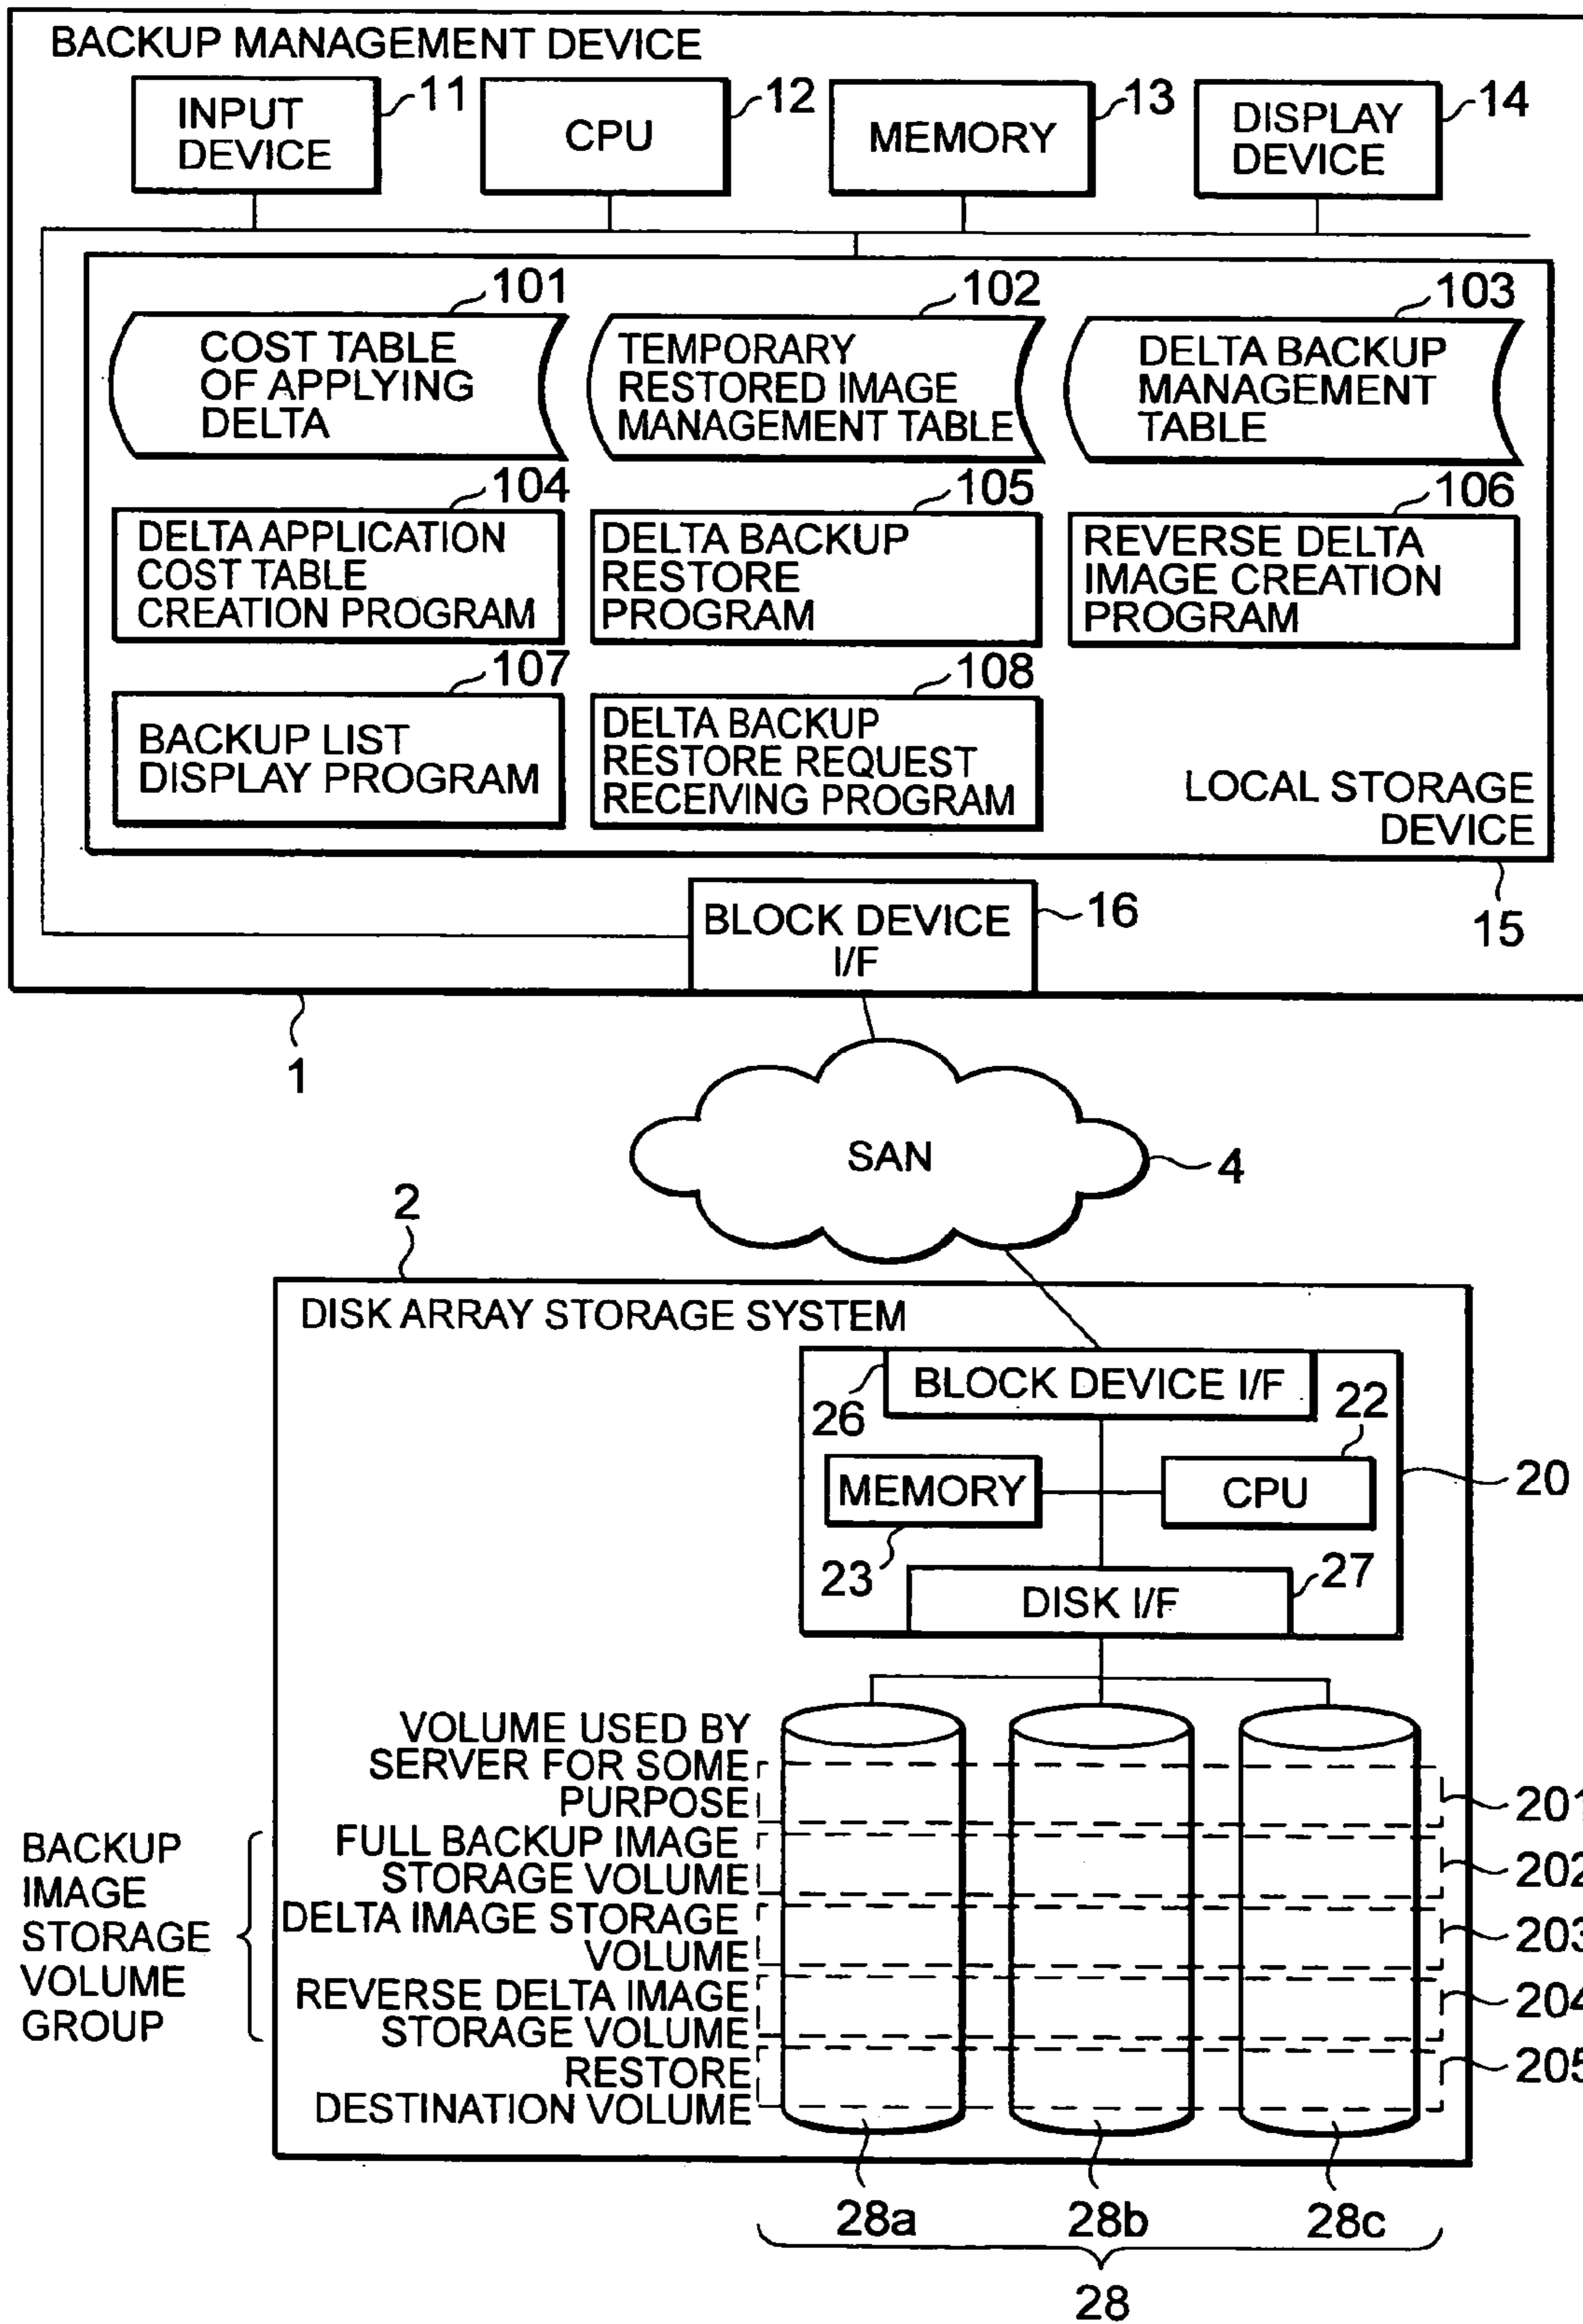 BACKUP MANAGEMENT DEVICE
INPUT
DEVICE
11
CPU
12
MEMORY
13
DISPLAY
DEVICE
14
101
COST TABLE
OF APPLYING
DELTA
102
TEMPORARY
RESTORED IMAGE
MANAGEMENT TABLE
103
DELTA BACKUP
MANAGEMENT
TABLE
104
DELTA APPLICATION
COST TABLE
CREATION PROGRAM
105
DELTA BACKUP
RESTORE
PROGRAM
106
REVERSE DELTA
IMAGE CREATION
PROGRAM
107
BACKUP LIST
DISPLAY PROGRAM
108
DELTA BACKUP
RESTORE REQUEST
RECEIVING PROGRAM
LOCAL STORAGE
DEVICE
15
BLOCK DEVICE
I/F
16
1
SAN
4
2
DISK ARRAY STORAGE SYSTEM
BLOCK DEVICE I/F
26
22
MEMORY
CPU
20
23
27
DISK I/F
VOLUME USED BY
SERVER FOR SOME
PURPOSE
201
FULL BACKUP IMAGE
STORAGE VOLUME
202
DELTA IMAGE STORAGE
VOLUME
203
REVERSE DELTA IMAGE
STORAGE VOLUME
204
RESTORE
DESTINATION VOLUME
205
BACKUP
IMAGE
STORAGE
VOLUME
GROUP
28a
28b
28c
28